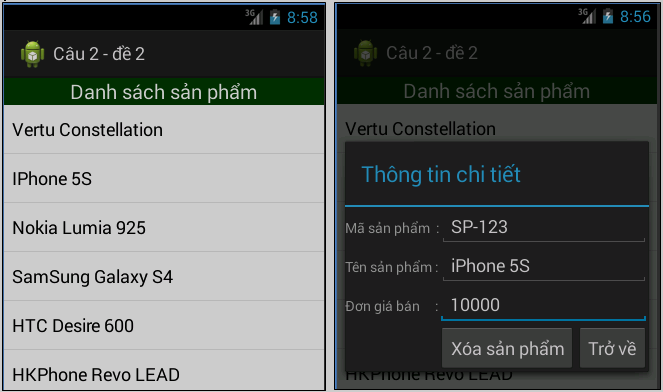 3G 8:58
Câu 2 - đề 2
Danh sách sản phẩm
Vertu Constellation
IPhone 5S
Nokia Lumia 925
SamSung Galaxy S4
HTC Desire 600
HKPhone Revo LEAD
3G 8:56
Câu 2 - đề 2
Danh sách sản phẩm
Vertu Constellation
Thông tin chi tiết
Mã sản phẩm : SP-123
Tên sản phẩm : iPhone 5S
Đơn giá bán : 10000
Xóa sản phẩm Trở về
HKPhone Revo LEAD